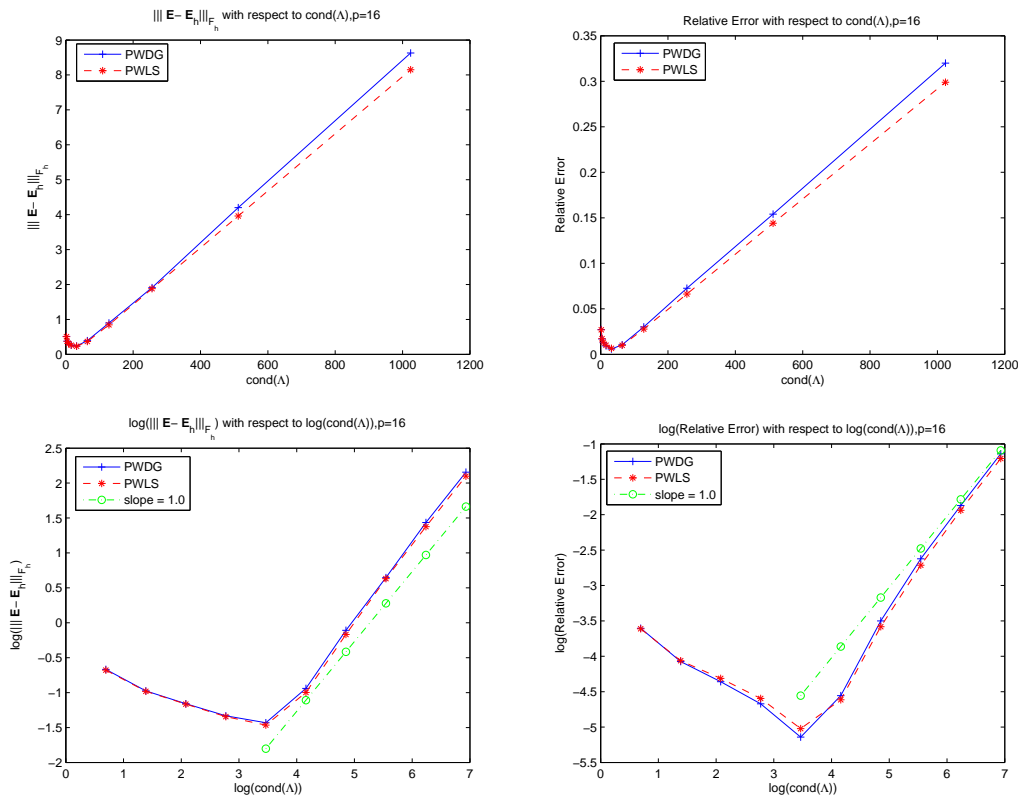 ||| E− E_h|||_F_h with respect to cond(Λ),p=16
9
8
7
6
5
4
3
2
1
0
||| E− E_h|||_F_h
PWDG
PWLS
0 200 400 600 800 1000 1200
cond(Λ)
Relative Error with respect to cond(Λ),p=16
0.35
0.3
0.25
0.2
0.15
0.1
0.05
0
Relative Error
PWDG
PWLS
0 200 400 600 800 1000 1200
cond(Λ)
log(||| E− E_h|||_F_h) with respect to log(cond(Λ)),p=16
2.5
2
1.5
1
0.5
0
−0.5
−1
−1.5
−2
log(||| E− E_h|||_F_h)
PWDG
PWLS
slope = 1.0
0 1 2 3 4 5 6 7
log(cond(Λ))
log(Relative Error) with respect to log(cond(Λ)),p=16
−1
−1.5
−2
−2.5
−3
−3.5
−4
−4.5
−5
−5.5
log(Relative Error)
PWDG
PWLS
slope = 1.0
0 1 2 3 4 5 6 7
log(cond(Λ))